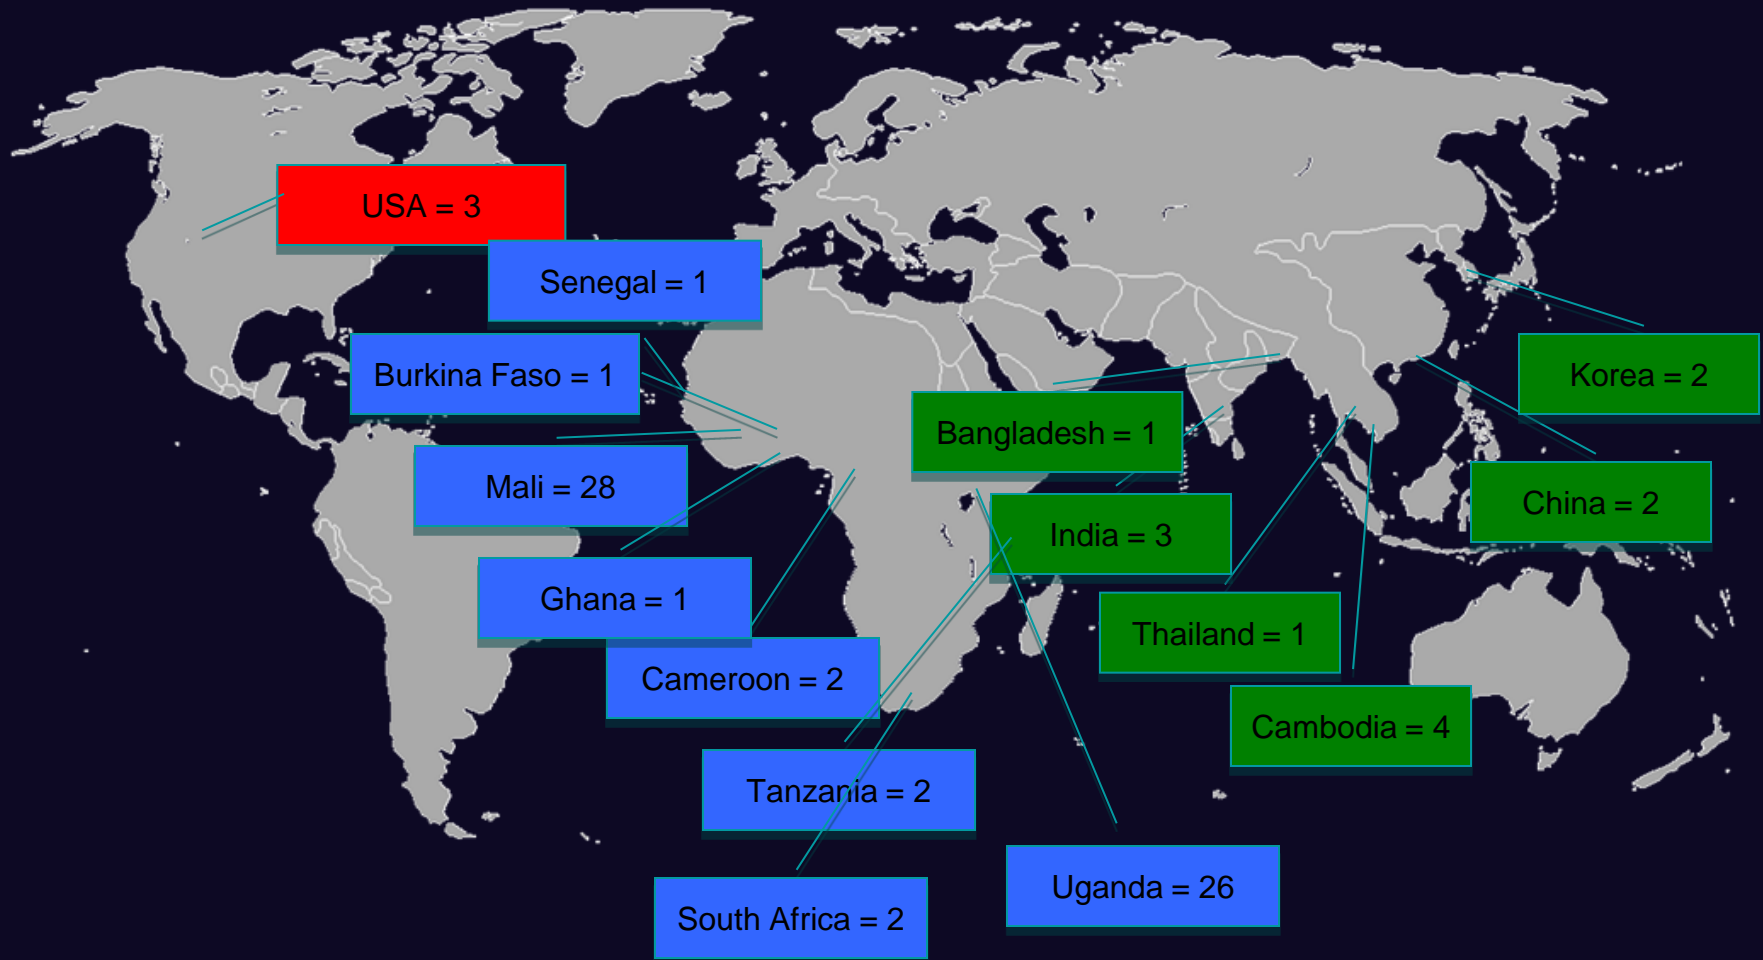 USA = 3
Senegal = 1
Burkina Faso = 1
Korea = 2
Bangladesh = 1
Mali = 28
China = 2
India = 3
Ghana = 1
Thailand = 1
Cameroon = 2
Cambodia = 4
Tanzania = 2
Uganda = 26
South Africa = 2